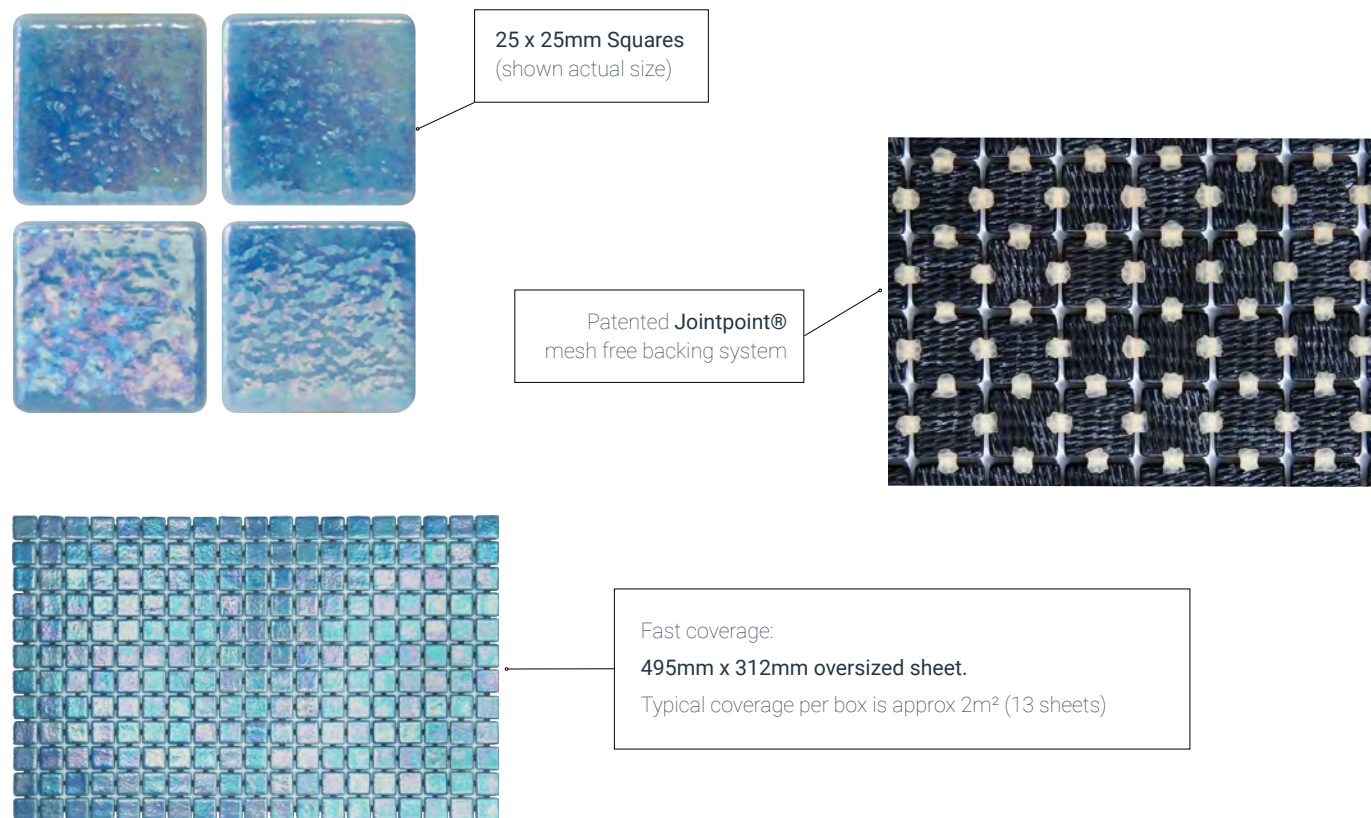 25 x 25mm Squares
(shown actual size)
Patented Jointpoint®
mesh free backing system
Fast coverage:
495mm x 312mm oversized sheet.
Typical coverage per box is approx 2m² (13 sheets)